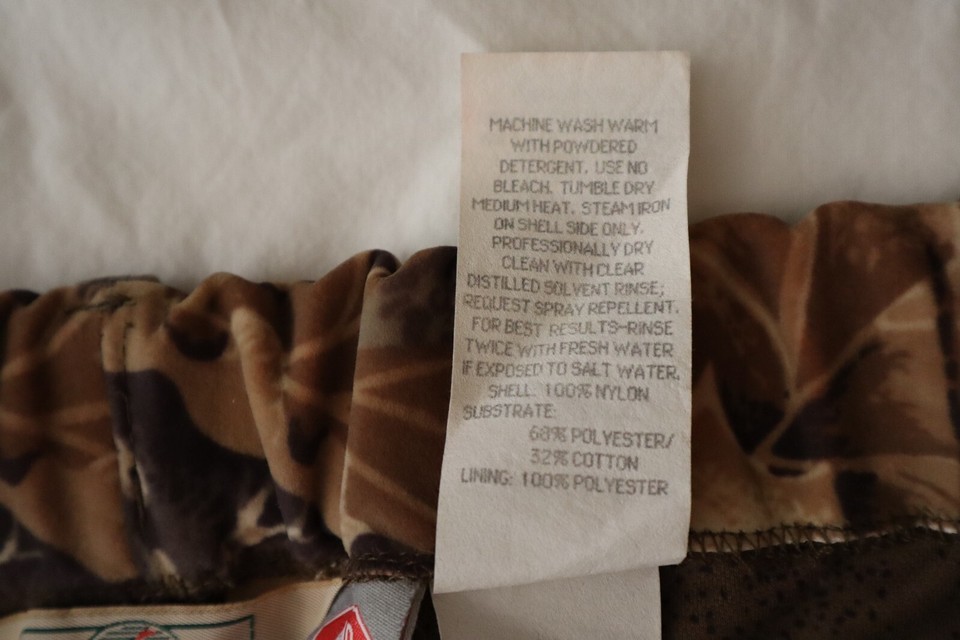 MACHINE WASH WARM
WITH POWDERED
DETERGENT. USE NO
BLEACH. TUMBLE DRY
MEDIUM HEAT. STEAM IRON
ON SHELL SIDE ONLY.
PROFESSIONALLY DRY
CLEAN WITH CLEAR
DISTILLED SOLVENT RINSE;
REQUEST SPRAY REPELLENT.
FOR BEST RESULTS-RINSE
TWICE WITH FRESH WATER
IF EXPOSED TO SALT WATER.
SHELL: 100% NYLON
SUBSTRATE:
68% POLYESTER/
32% COTTON
LINING: 100% POLYESTER